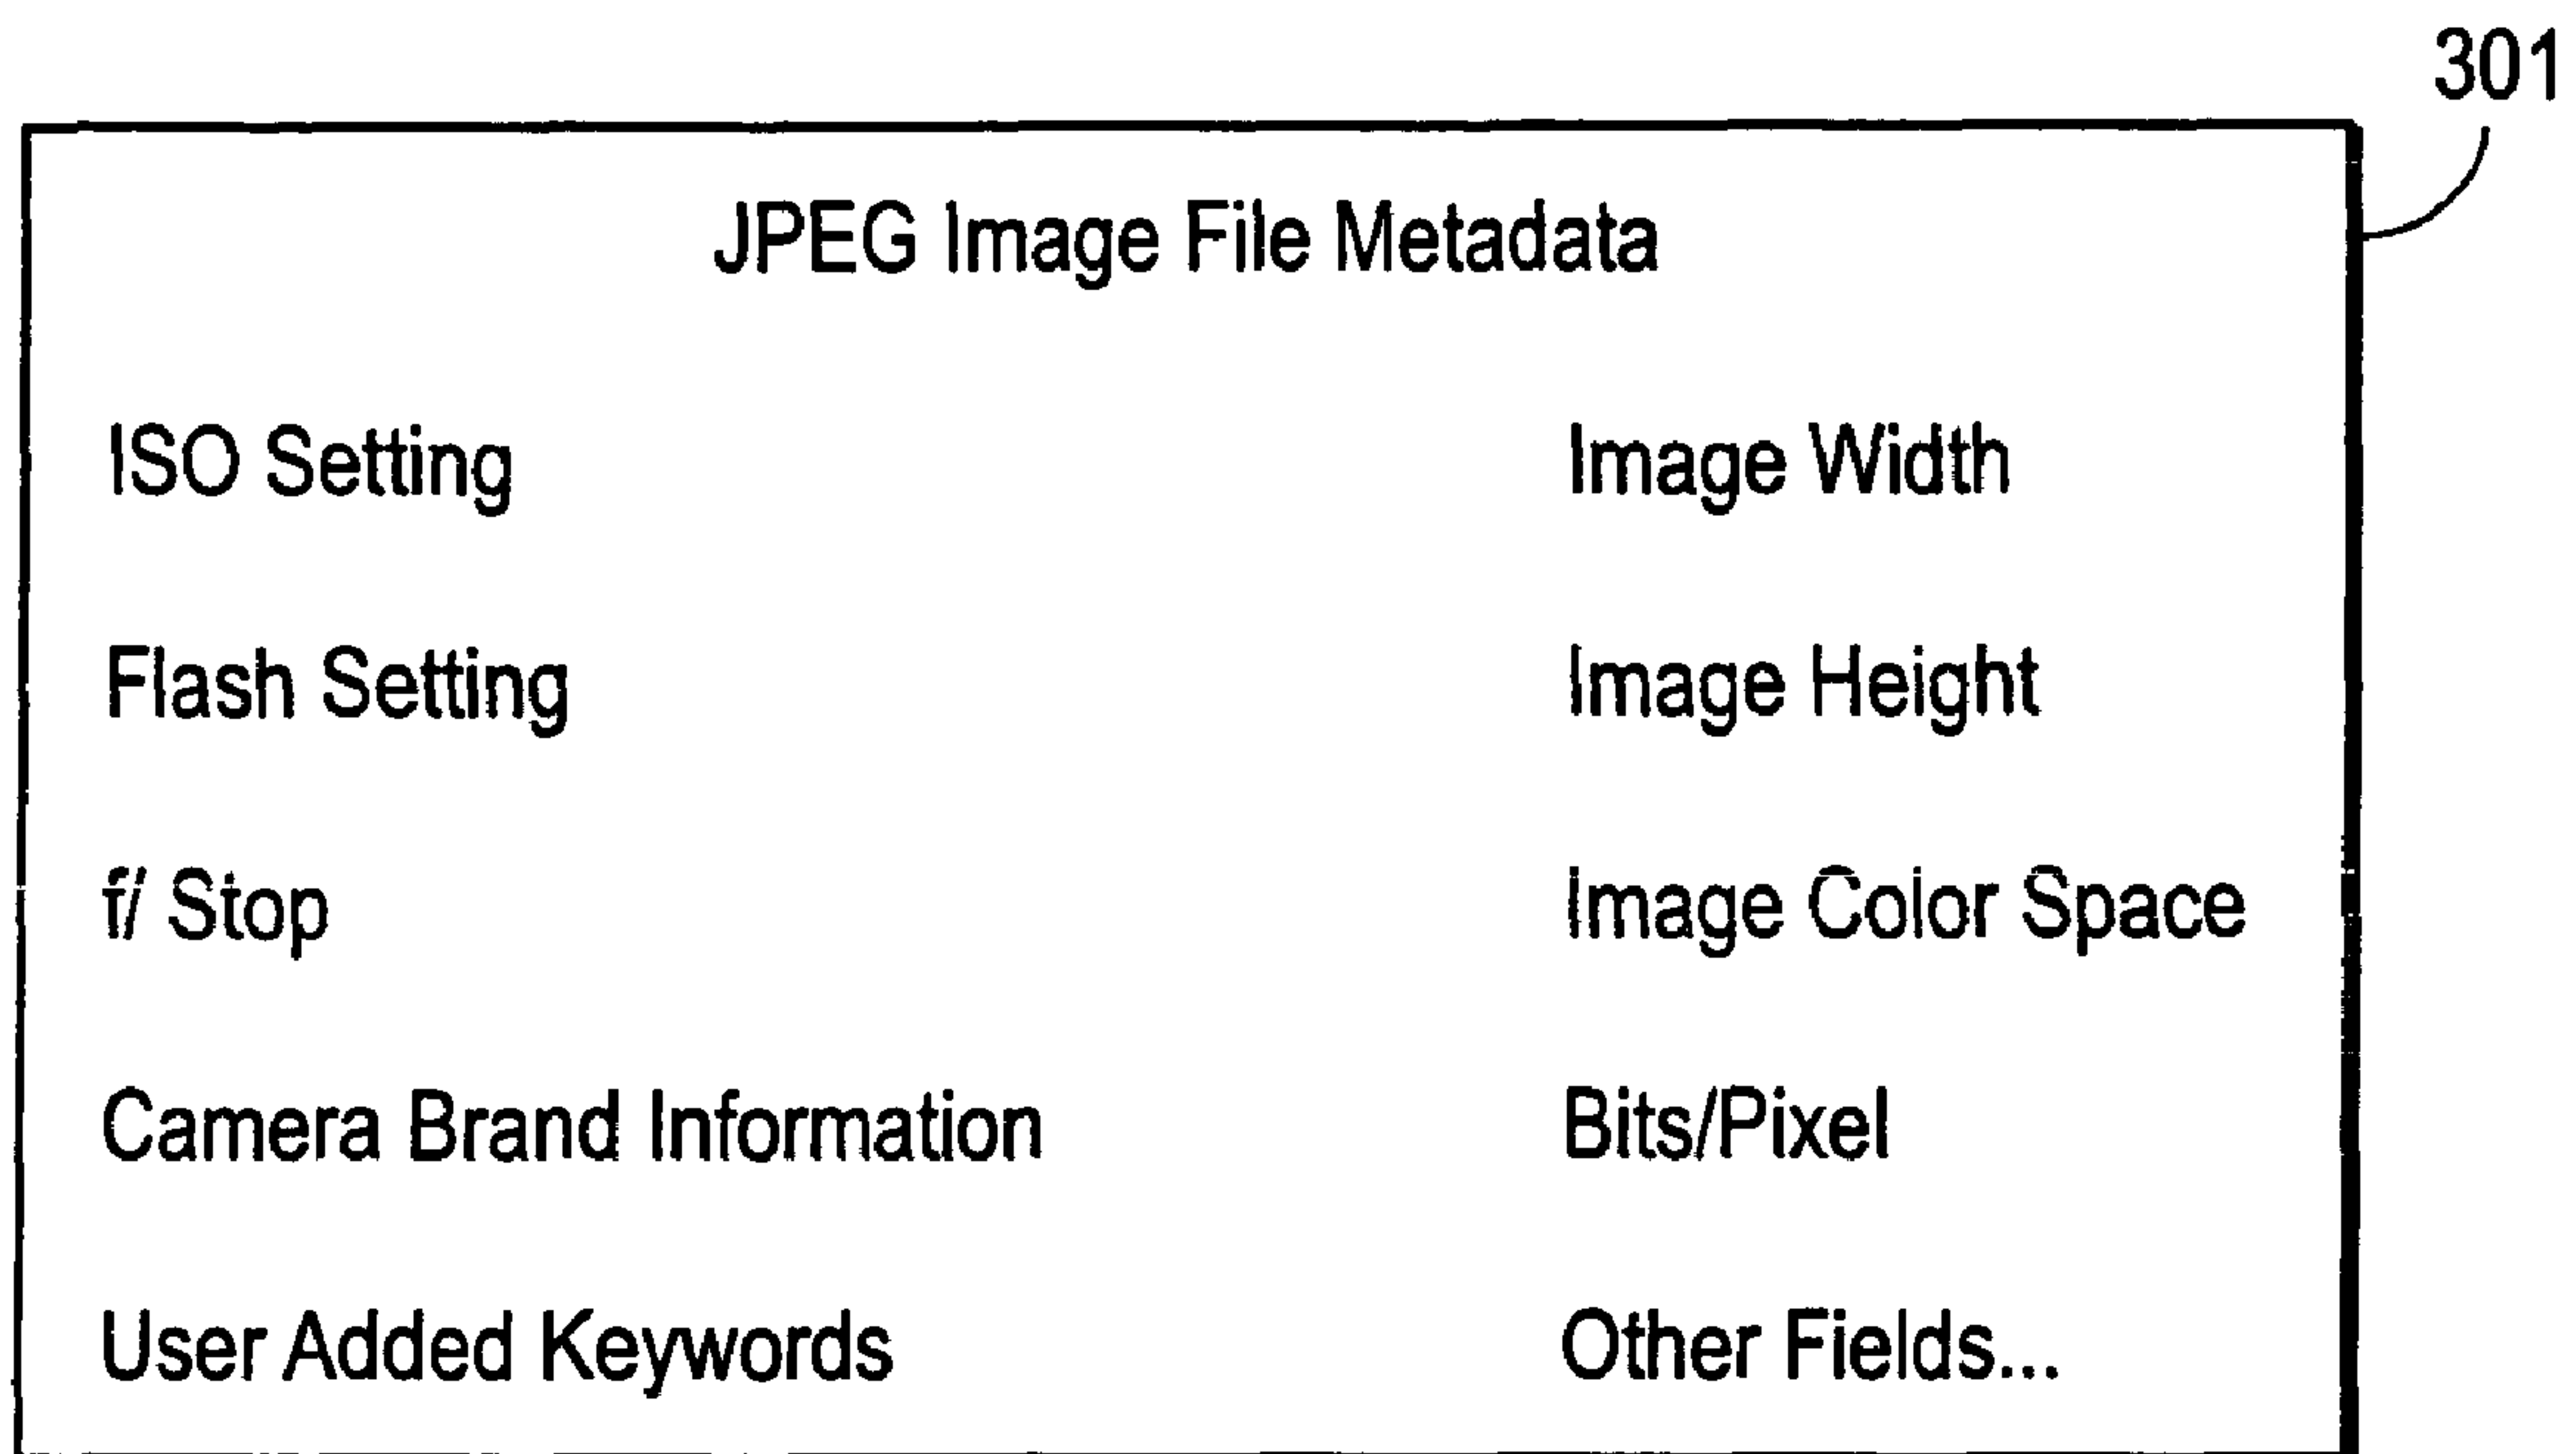 301
JPEG Image File Metadata
ISO Setting
Image Width
Flash Setting
Image Height
f/ Stop
Image Color Space
Camera Brand Information
Bits/Pixel
User Added Keywords
Other Fields...